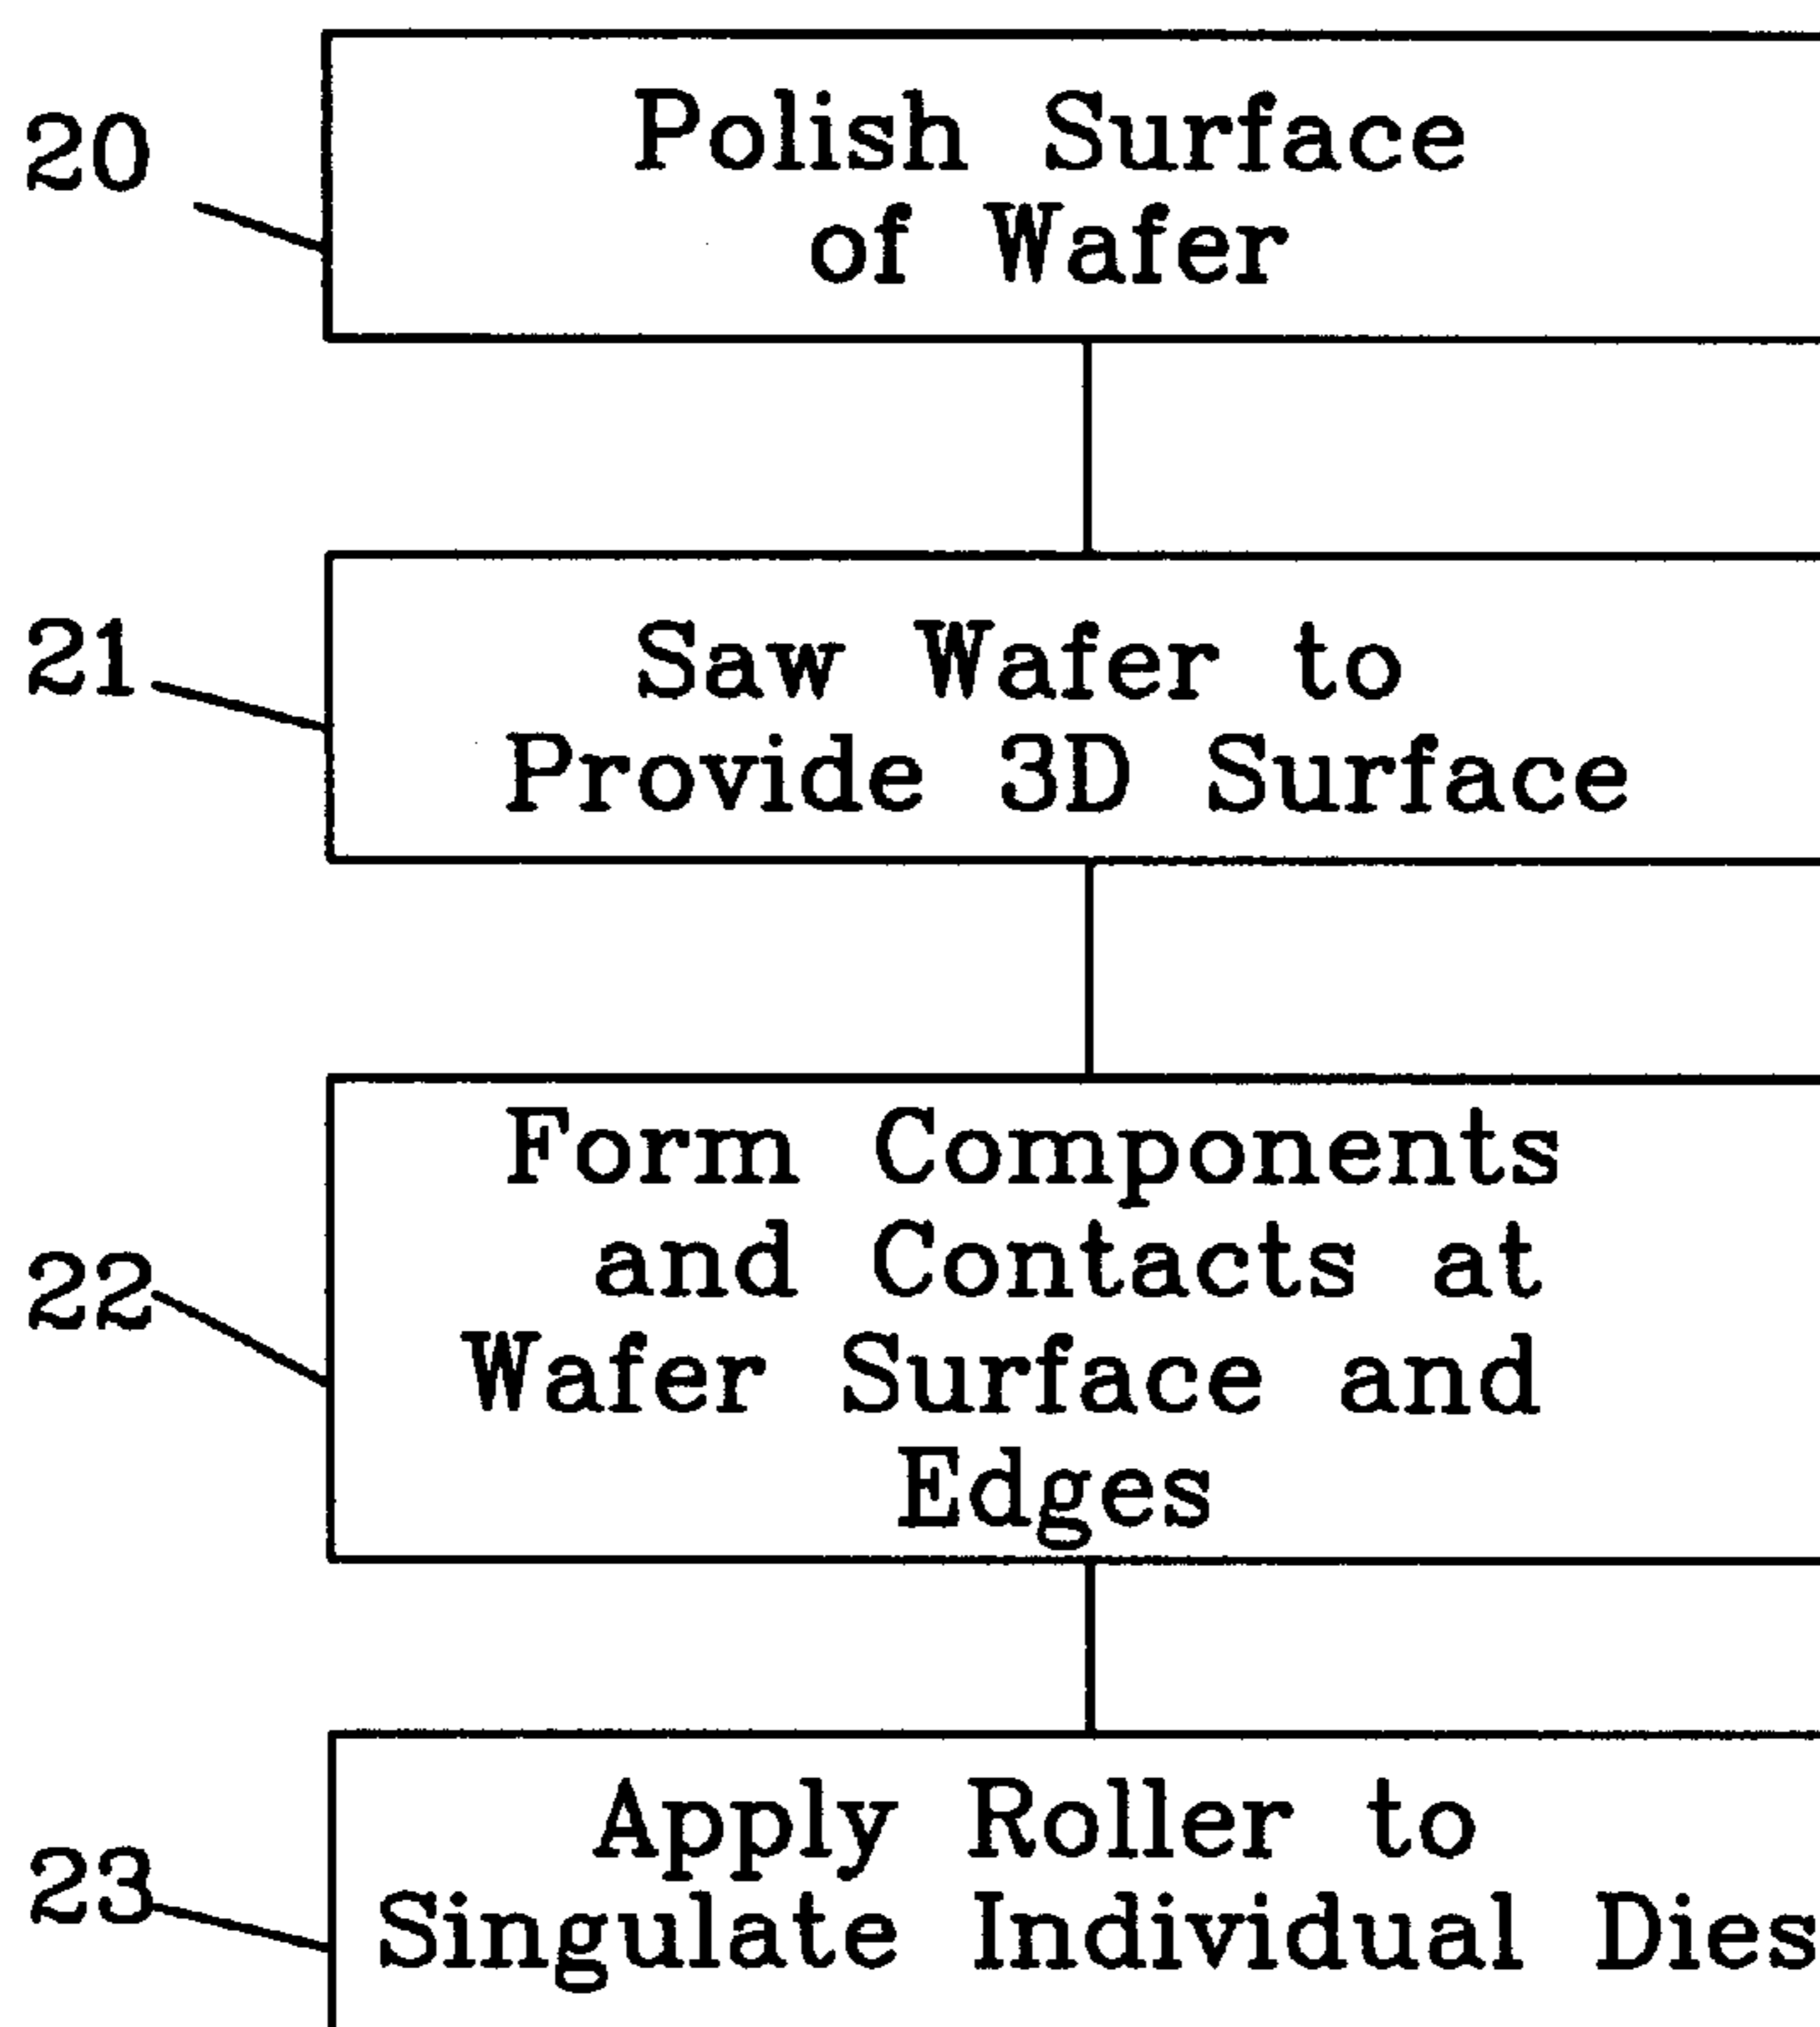 20
Polish Surface
of Wafer
21
Saw Wafer to
Provide 3D Surface
22
Form Components
and Contacts at
Wafer Surface and
Edges
23
Apply Roller to
Singulate Individual Dies